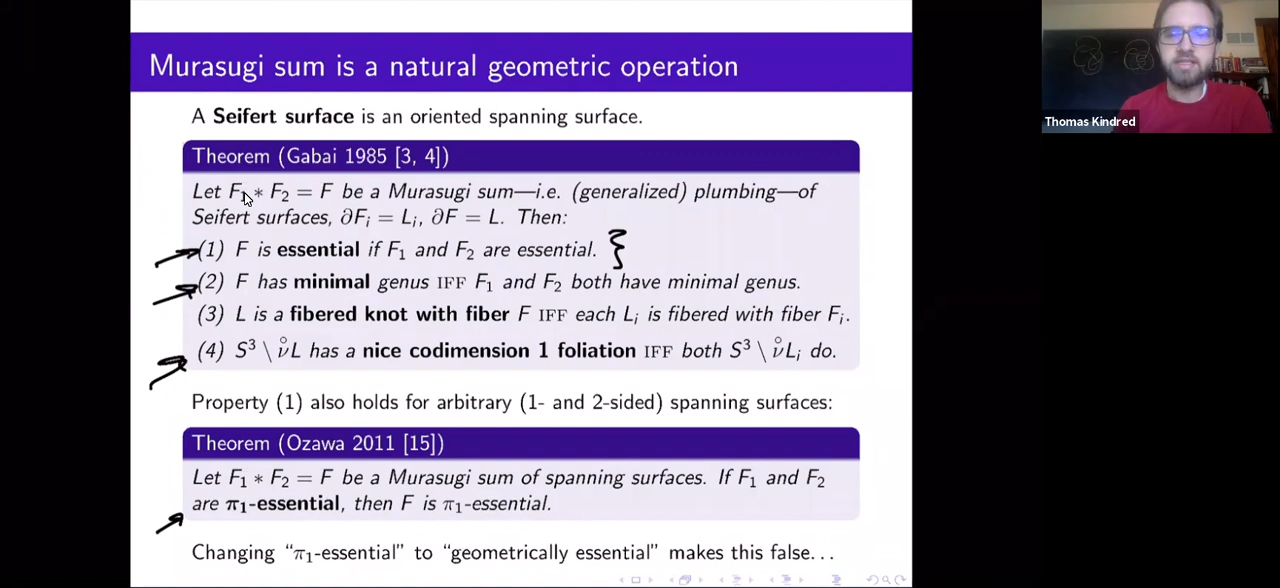 Murasugi sum is a natural geometric operation
A Seifert surface is an oriented spanning surface.
Theorem (Gabai 1985 [3, 4])
Let F₁ * F₂ = F be a Murasugi sum—i.e. (generalized) plumbing—of
Seifert surfaces, ∂Fᵢ = Lᵢ, ∂F = L. Then:
(1) F is essential if F₁ and F₂ are essential.
(2) F has minimal genus IFF F₁ and F₂ both have minimal genus.
(3) L is a fibered knot with fiber F IFF each Lᵢ is fibered with fiber Fᵢ.
(4) S³ \ ν̊L has a nice codimension 1 foliation IFF both S³ \ ν̊Lᵢ do.
Property (1) also holds for arbitrary (1- and 2-sided) spanning surfaces:
Theorem (Ozawa 2011 [15])
Let F₁ * F₂ = F be a Murasugi sum of spanning surfaces. If F₁ and F₂
are π₁-essential, then F is π₁-essential.
Changing “π₁-essential” to “geometrically essential” makes this false…
Thomas Kindred